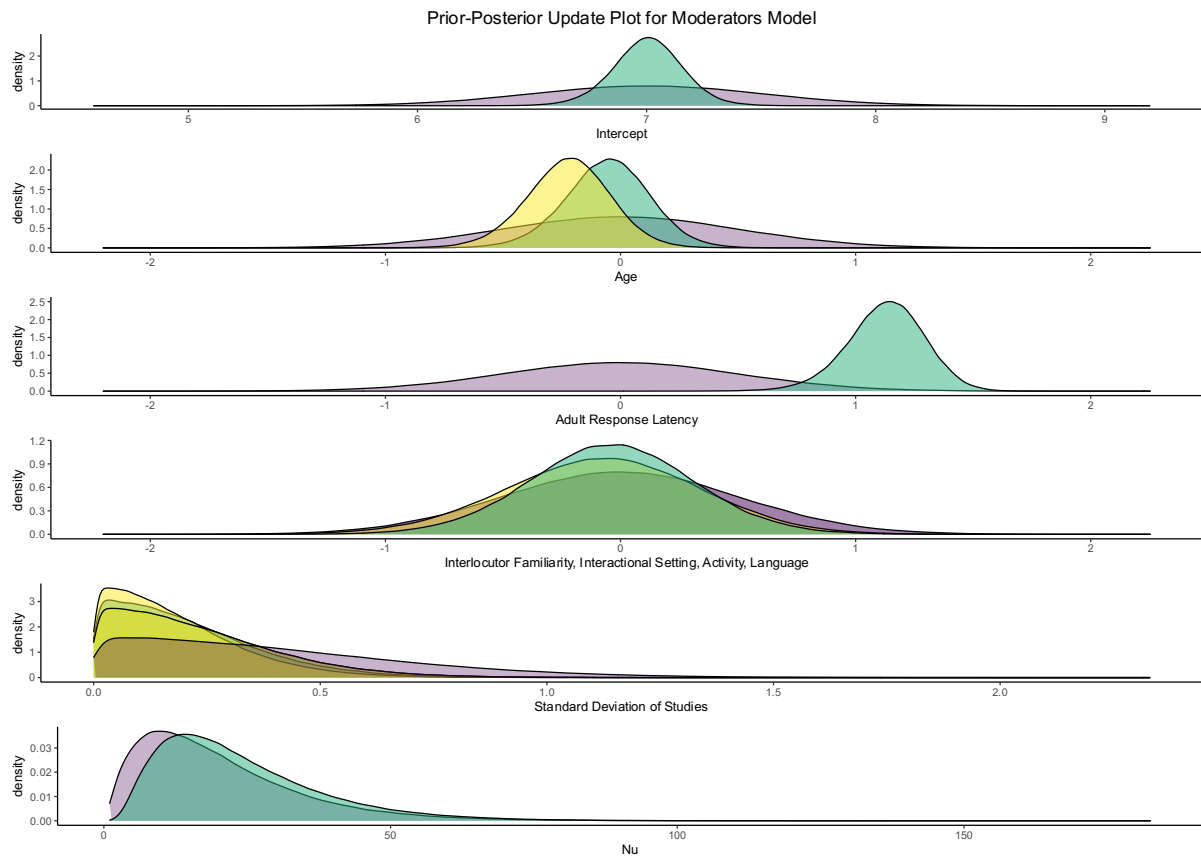 Prior-Posterior Update Plot for Moderators Model
density
2
1
0
5 6 7 8 9
Intercept
density
2.0
1.5
1.0
0.5
0.0
-2 -1 0 1 2
Age
density
2.5
2.0
1.5
1.0
0.5
0.0
-2 -1 0 1 2
Adult Response Latency
density
1.2
0.9
0.6
0.3
0.0
-2 -1 0 1 2
Interlocutor Familiarity, Interactional Setting, Activity, Language
density
3
2
1
0
0.0 0.5 1.0 1.5 2.0
Standard Deviation of Studies
density
0.03
0.02
0.01
0.00
0 50 100 150
Nu